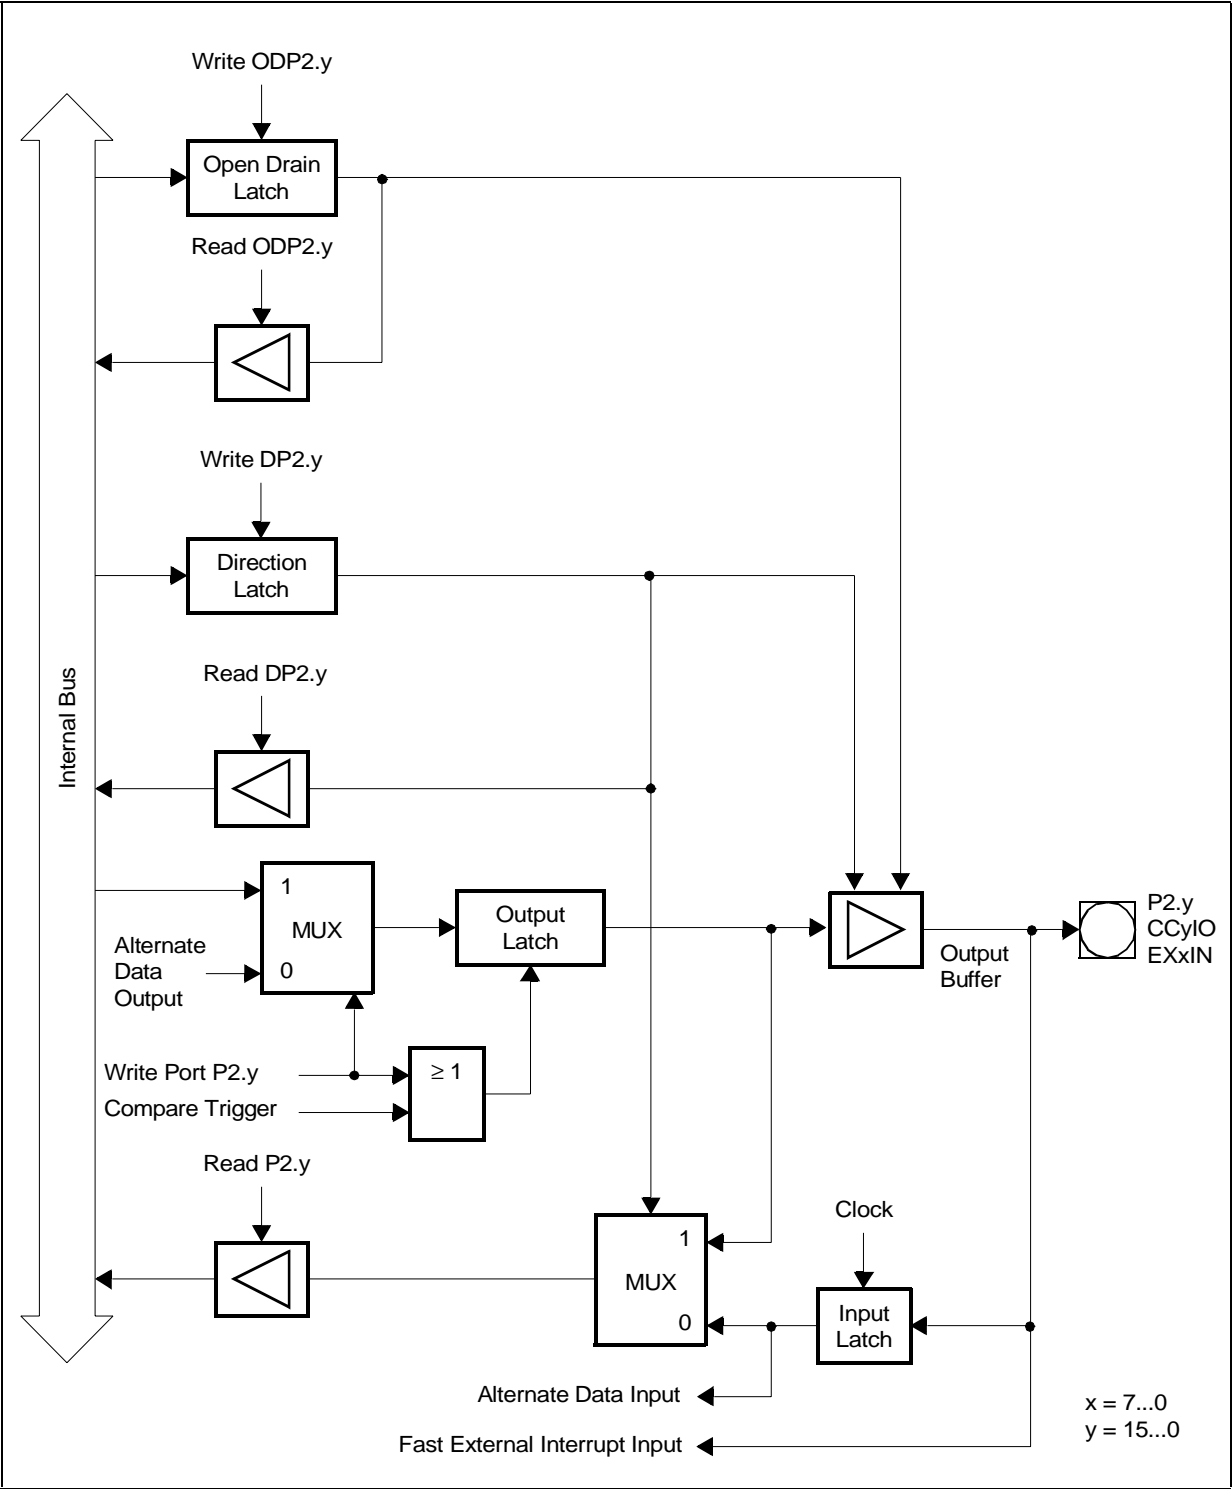 Write ODP2.y
Open Drain
Latch
Read ODP2.y
Write DP2.y
Direction
Latch
Internal Bus
Read DP2.y
1
MUX
0
Alternate
Data
Output
Output
Latch
Output
Buffer
P2.y
CCyIO
EXxIN
Write Port P2.y
Compare Trigger
≥ 1
Read P2.y
1
MUX
0
Clock
Input
Latch
Alternate Data Input
Fast External Interrupt Input
x = 7...0
y = 15...0